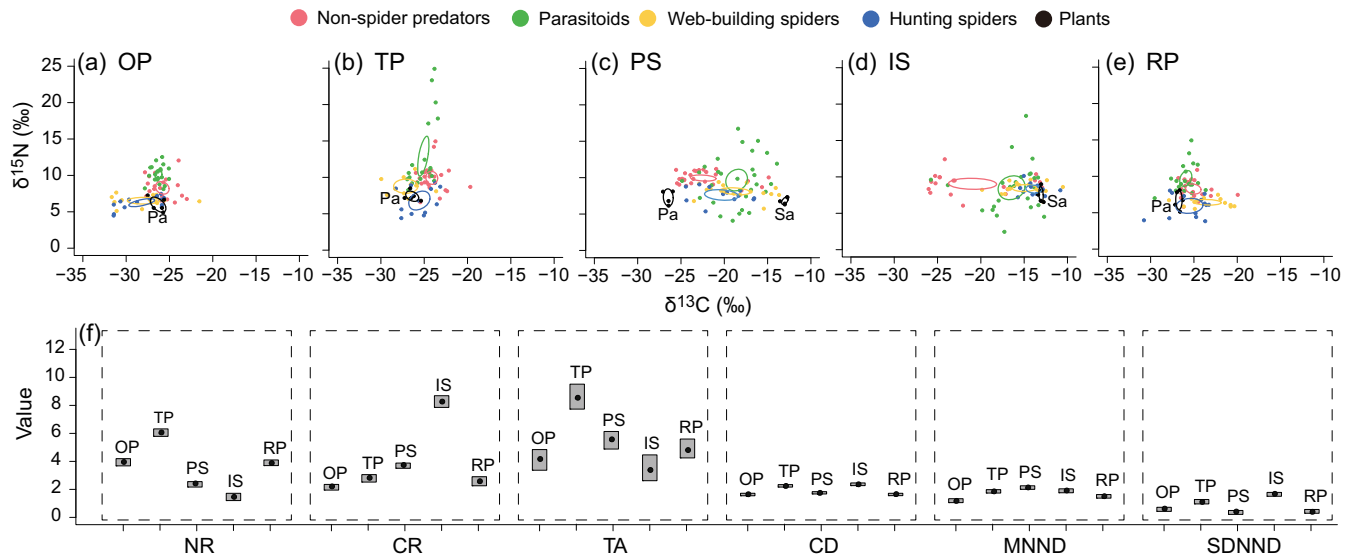 Non-spider predators Parasitoids Web-building spiders Hunting spiders Plants
(a) OP (b) TP (c) PS (d) IS (e) RP
δ¹⁵N (‰)
25
20
15
10
5
0
Pa Pa Pa Sa Sa Pa
−35 −30 −25 −20 −15 −10 −35 −30 −25 −20 −15 −10 −35 −30 −25 −20 −15 −10 −35 −30 −25 −20 −15 −10 −35 −30 −25 −20 −15 −10
δ¹³C (‰)
(f)
Value
12
10
8
6
4
2
0
OP TP PS IS RP OP TP PS IS RP OP TP PS IS RP OP TP PS IS RP OP TP PS IS RP OP TP PS IS RP
NR CR TA CD MNND SDNND